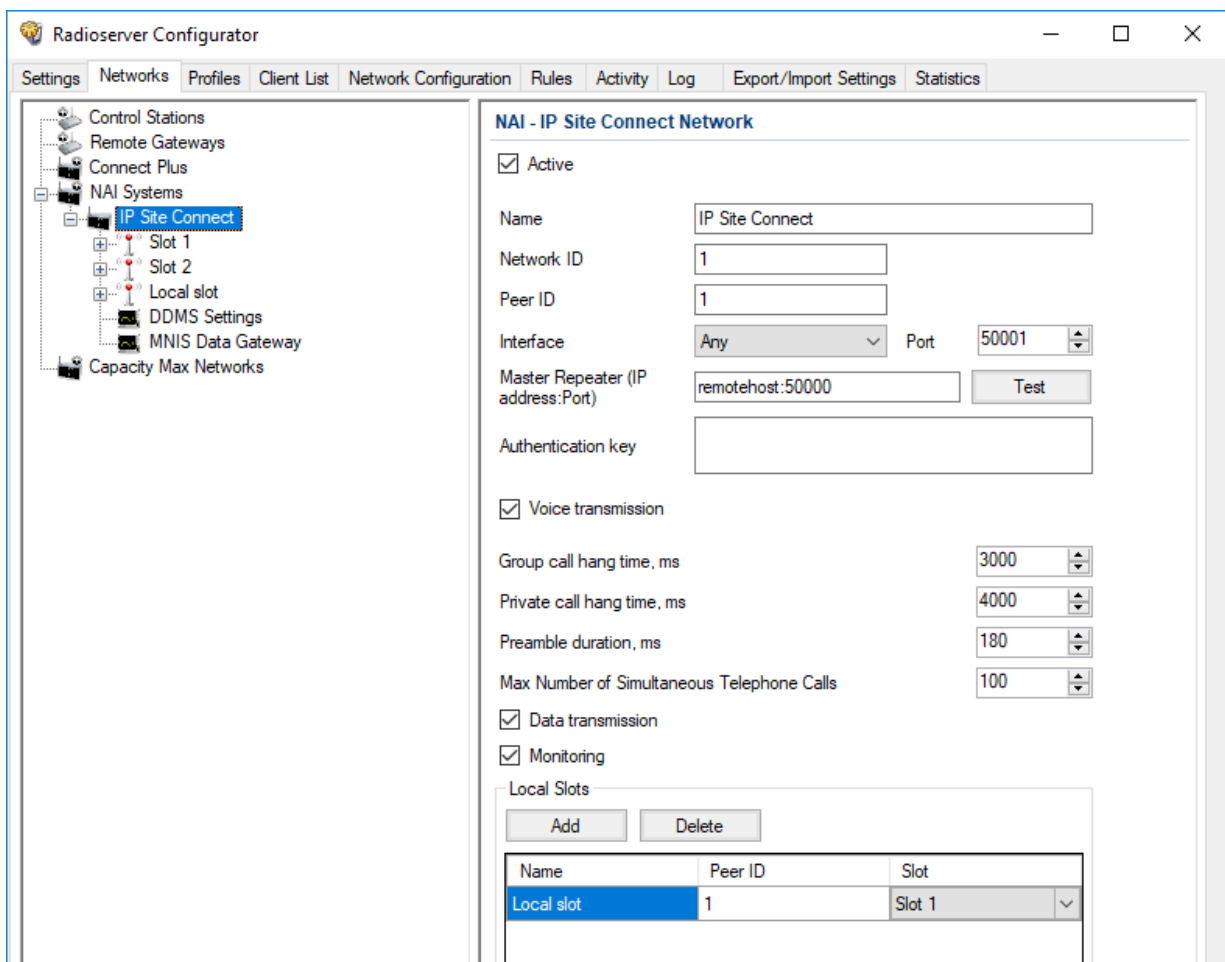 Radioserver Configurator
Settings Networks Profiles Client List Network Configuration Rules Activity Log Export/Import Settings Statistics
Control Stations
Remote Gateways
Connect Plus
NAI Systems
IP Site Connect
Slot 1
Slot 2
Local slot
DDMS Settings
MNIS Data Gateway
Capacity Max Networks
NAI - IP Site Connect Network
Active
Name IP Site Connect
Network ID 1
Peer ID 1
Interface Any Port 50001
Master Repeater (IP
address:Port) remotehost:50000 Test
Authentication key
Voice transmission
Group call hang time, ms 3000
Private call hang time, ms 4000
Preamble duration, ms 180
Max Number of Simultaneous Telephone Calls 100
Data transmission
Monitoring
Local Slots
Add Delete
Name Peer ID Slot
Local slot 1 Slot 1